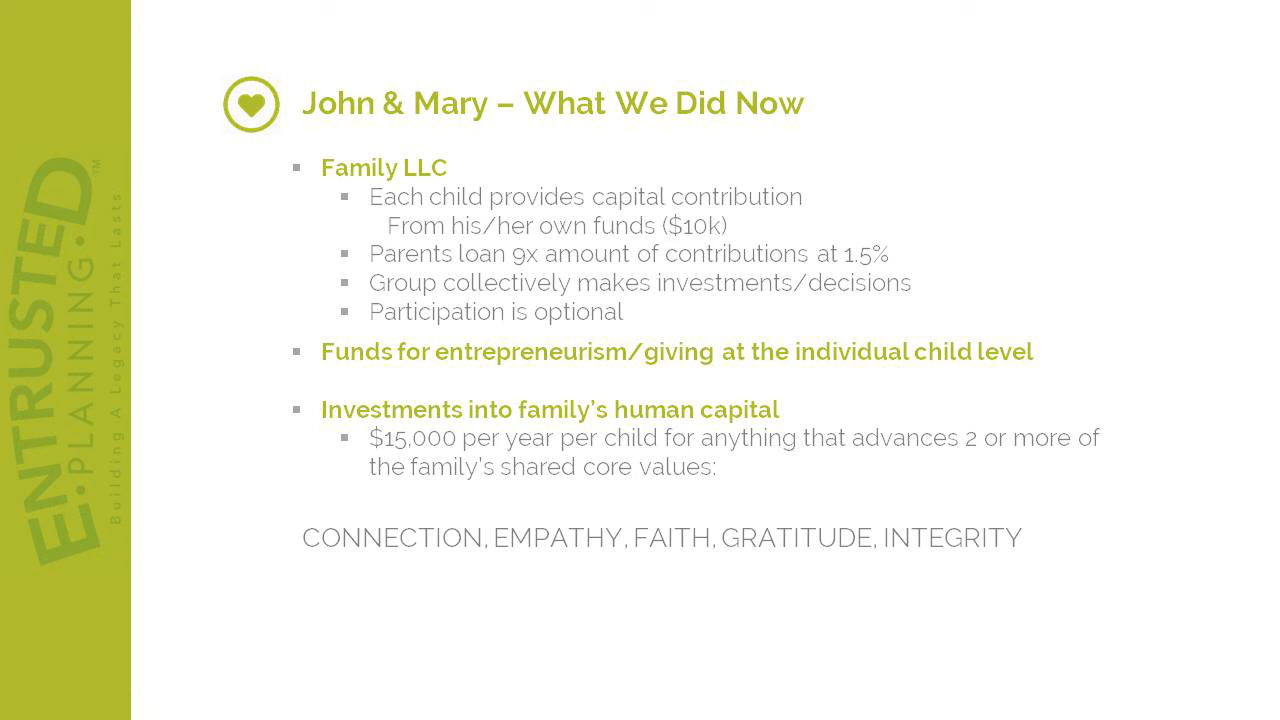 John & Mary – What We Did Now
▪ Family LLC
▪ Each child provides capital contribution
From his/her own funds ($10k)
▪ Parents loan 9x amount of contributions at 1.5%
▪ Group collectively makes investments/decisions
▪ Participation is optional
▪ Funds for entrepreneurism/giving at the individual child level
▪ Investments into family’s human capital
▪ $15,000 per year per child for anything that advances 2 or more of
the family’s shared core values:
CONNECTION, EMPATHY, FAITH, GRATITUDE, INTEGRITY
ENTRUSTED
E•PLANNING•D™
Building A Legacy That Lasts